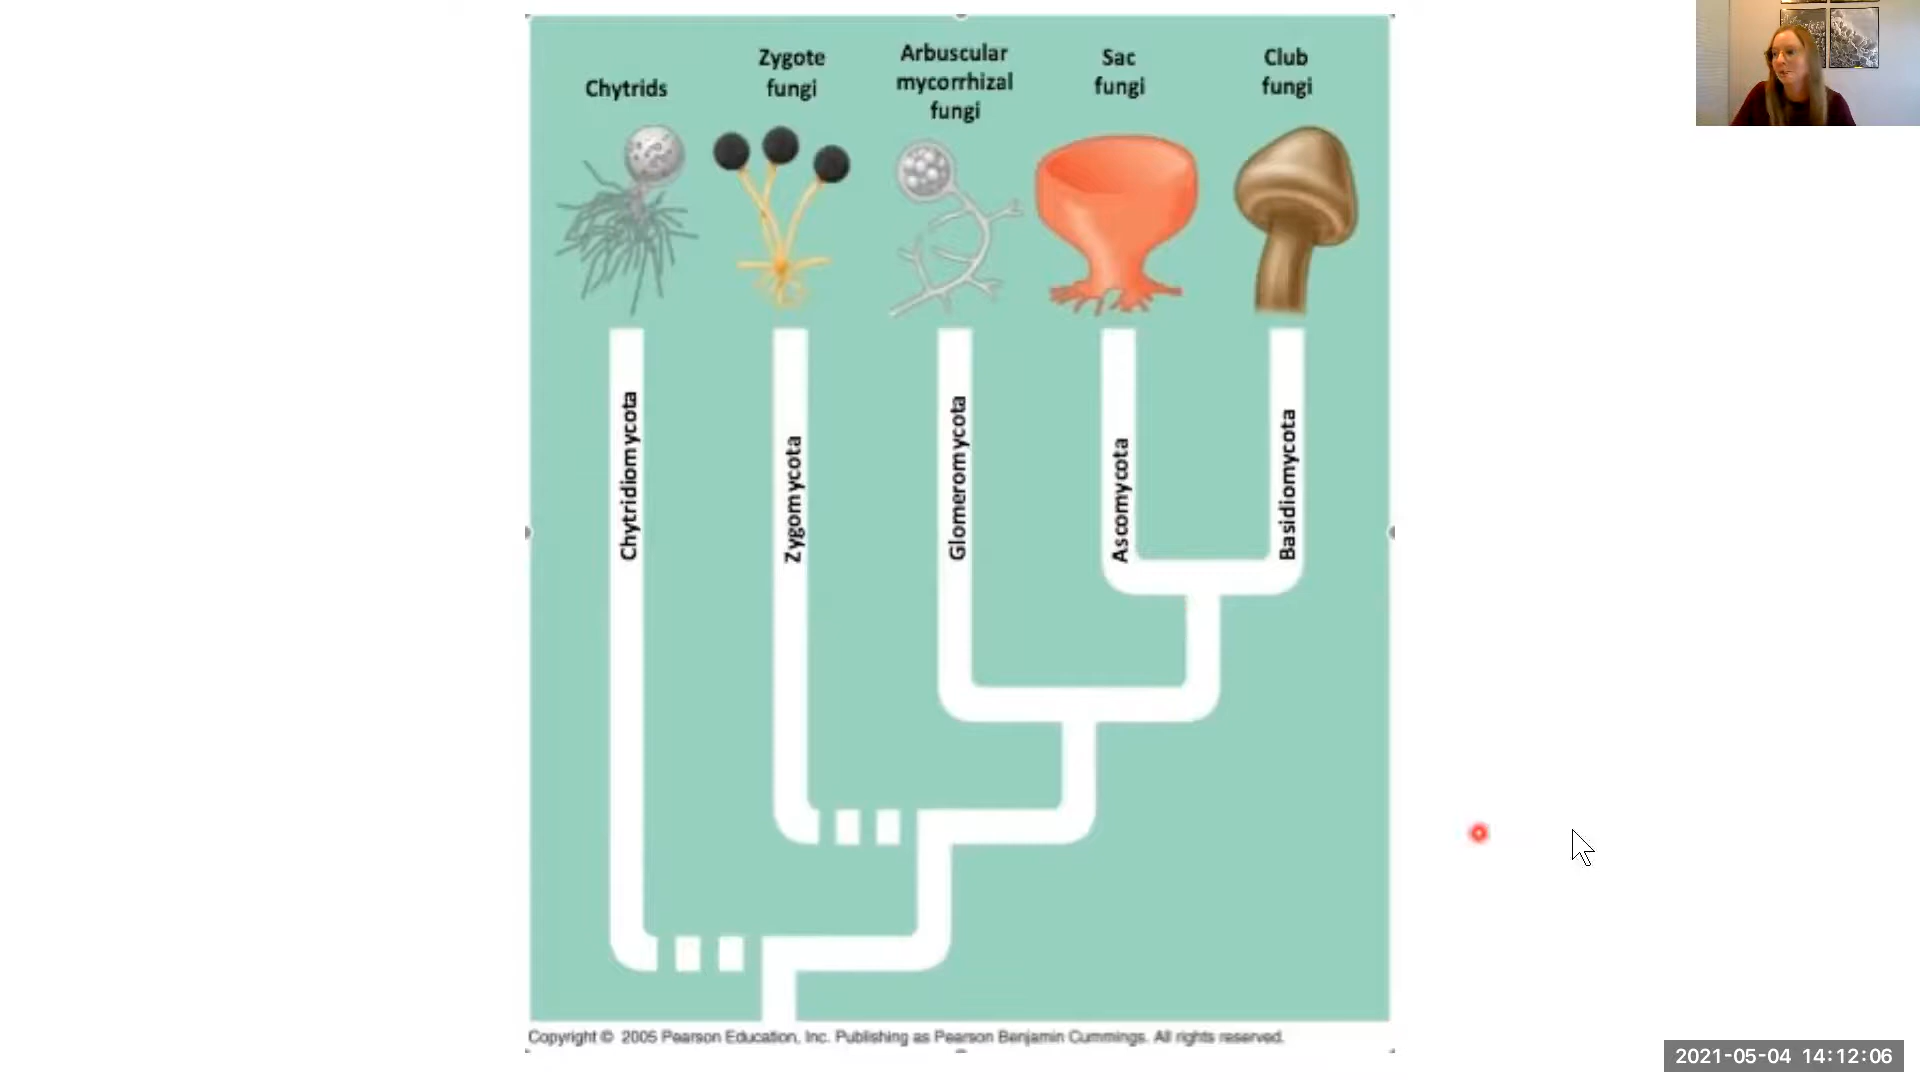 Chytrids
Zygote
fungi
Arbuscular
mycorrhizal
fungi
Sac
fungi
Club
fungi
Chytridiomycota
Zygomycota
Glomeromycota
Ascomycota
Basidiomycota
Copyright © 2005 Pearson Education, Inc. Publishing as Pearson Benjamin Cummings. All rights reserved.
2021-05-04 14:12:06